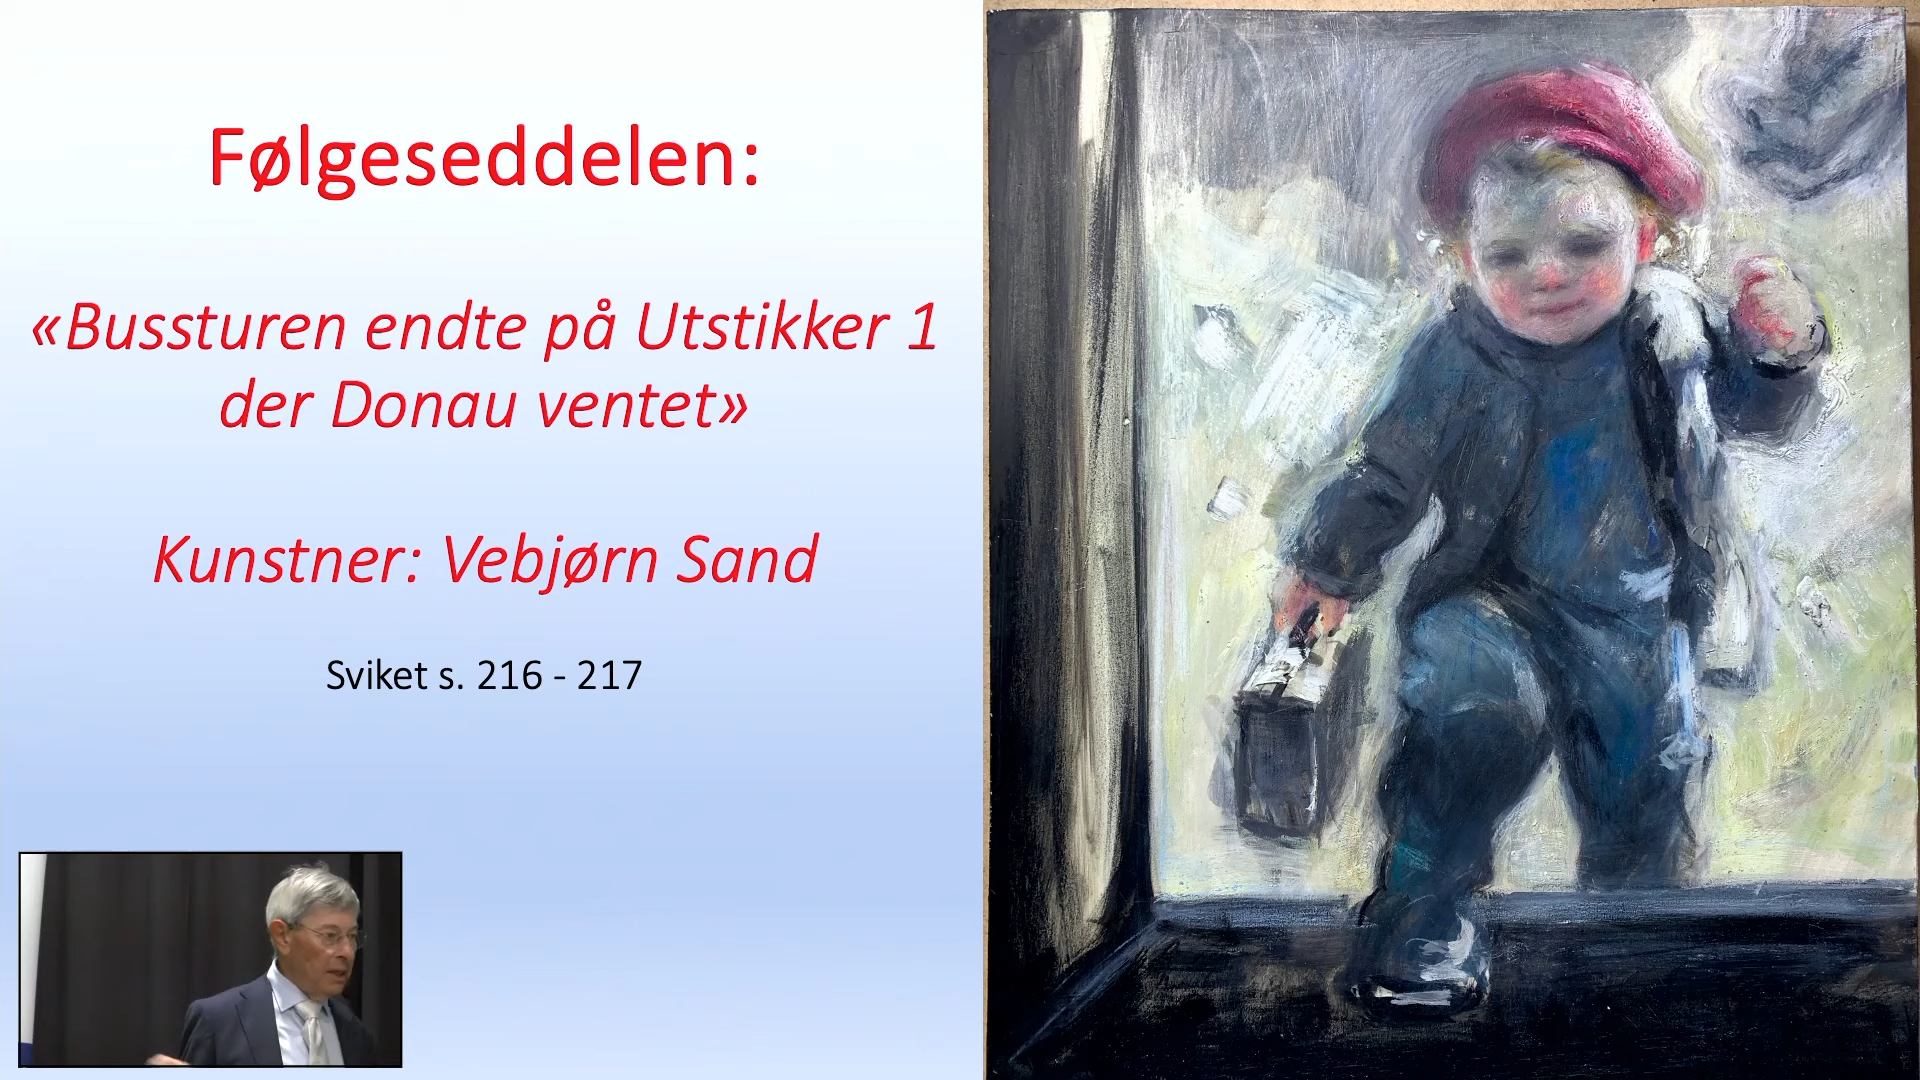 Følgeseddelen:
«Bussturen endte på Utstikker 1
der Donau ventet»
Kunstner: Vebjørn Sand
Sviket s. 216 - 217